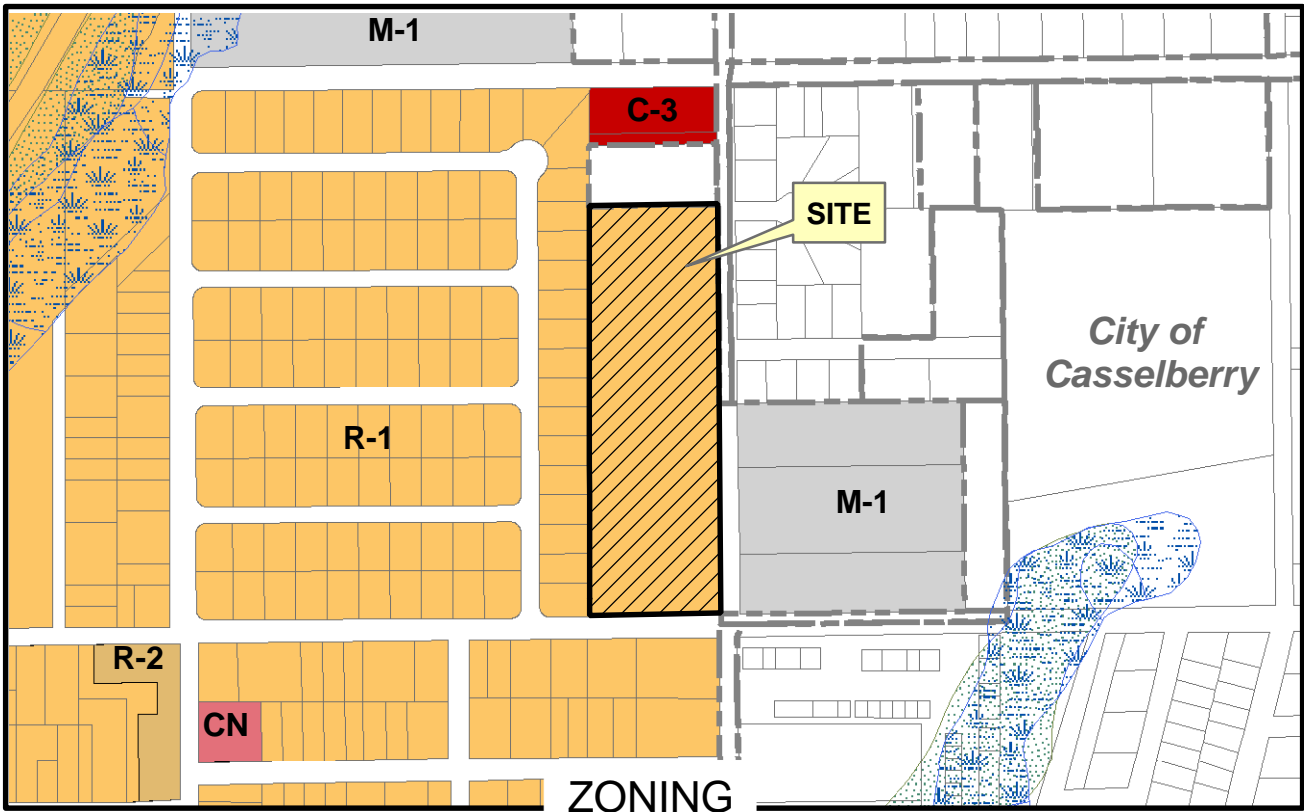 M-1
C-3
SITE
City of
Casselberry
R-1
M-1
R-2
CN
ZONING